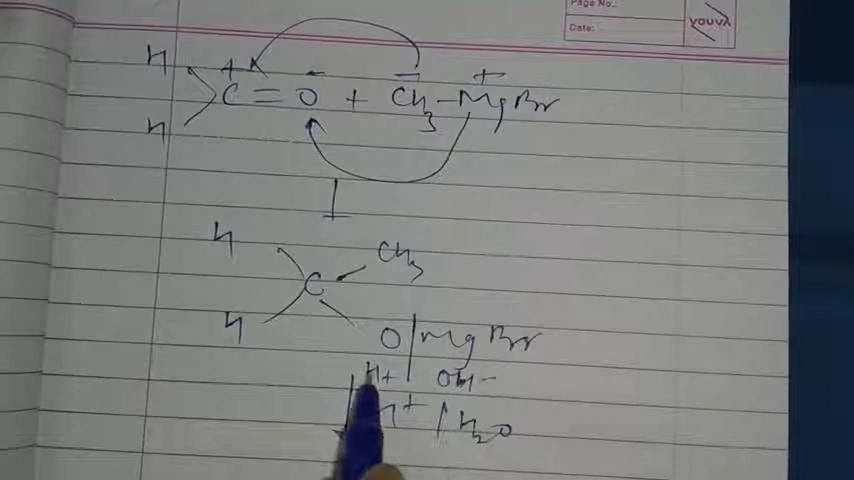 Page No.:
Date:
YOUVA
H + - - +
C = O + CH3-MgBr
H
H CH3
C
H O|MgBr
H+ OH-
H+ / H2O